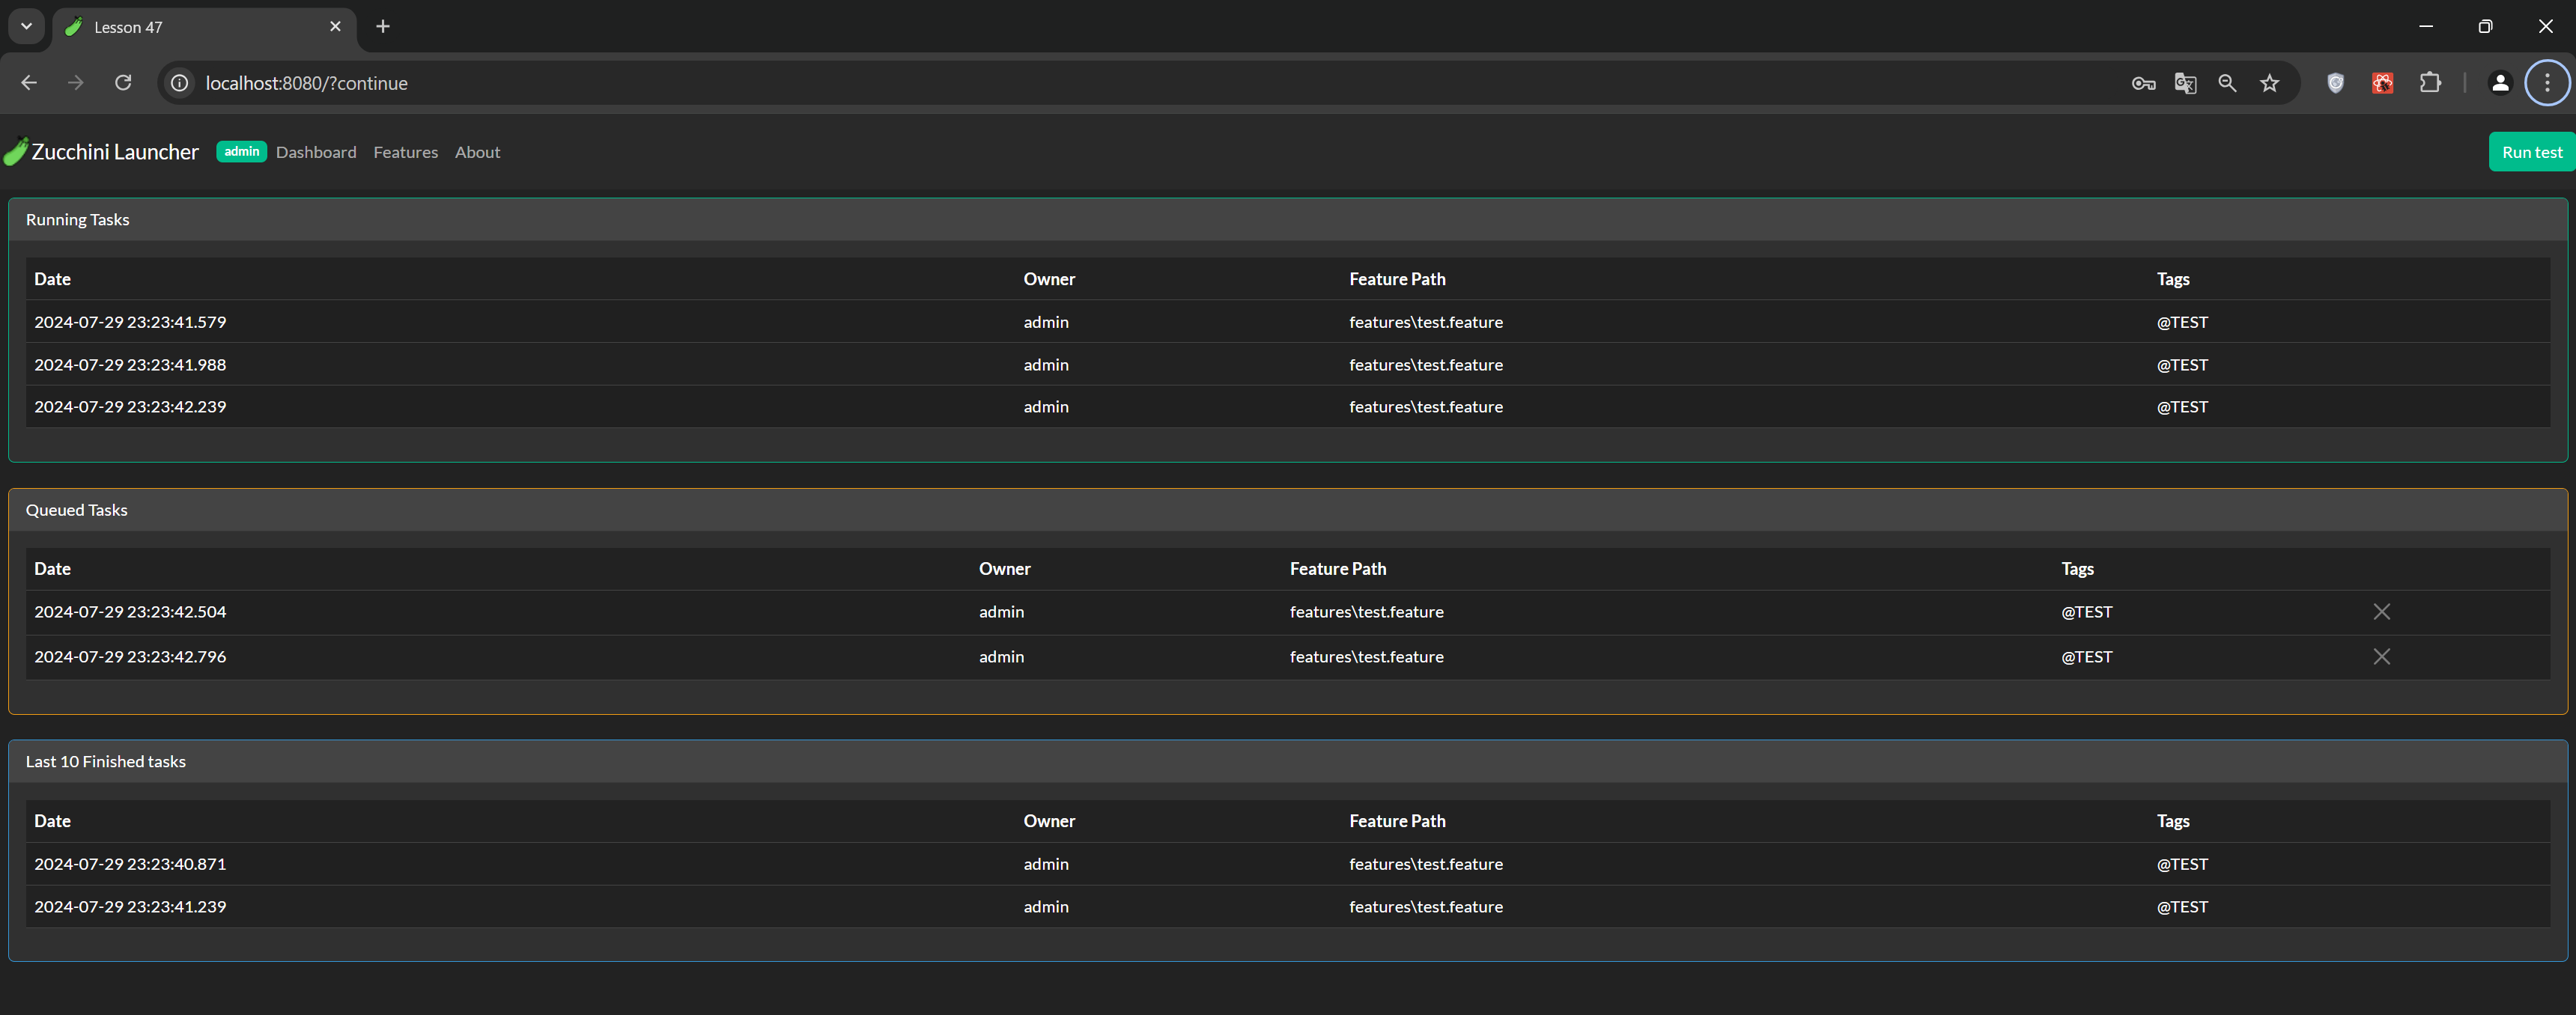 Lesson 47
localhost:8080/?continue
Zucchini Launcher admin Dashboard Features About Run test
Running Tasks
Date Owner Feature Path Tags
2024-07-29 23:23:41.579 admin features\test.feature @TEST
2024-07-29 23:23:41.988 admin features\test.feature @TEST
2024-07-29 23:23:42.239 admin features\test.feature @TEST
Queued Tasks
Date Owner Feature Path Tags
2024-07-29 23:23:42.504 admin features\test.feature @TEST
2024-07-29 23:23:42.796 admin features\test.feature @TEST
Last 10 Finished tasks
Date Owner Feature Path Tags
2024-07-29 23:23:40.871 admin features\test.feature @TEST
2024-07-29 23:23:41.239 admin features\test.feature @TEST